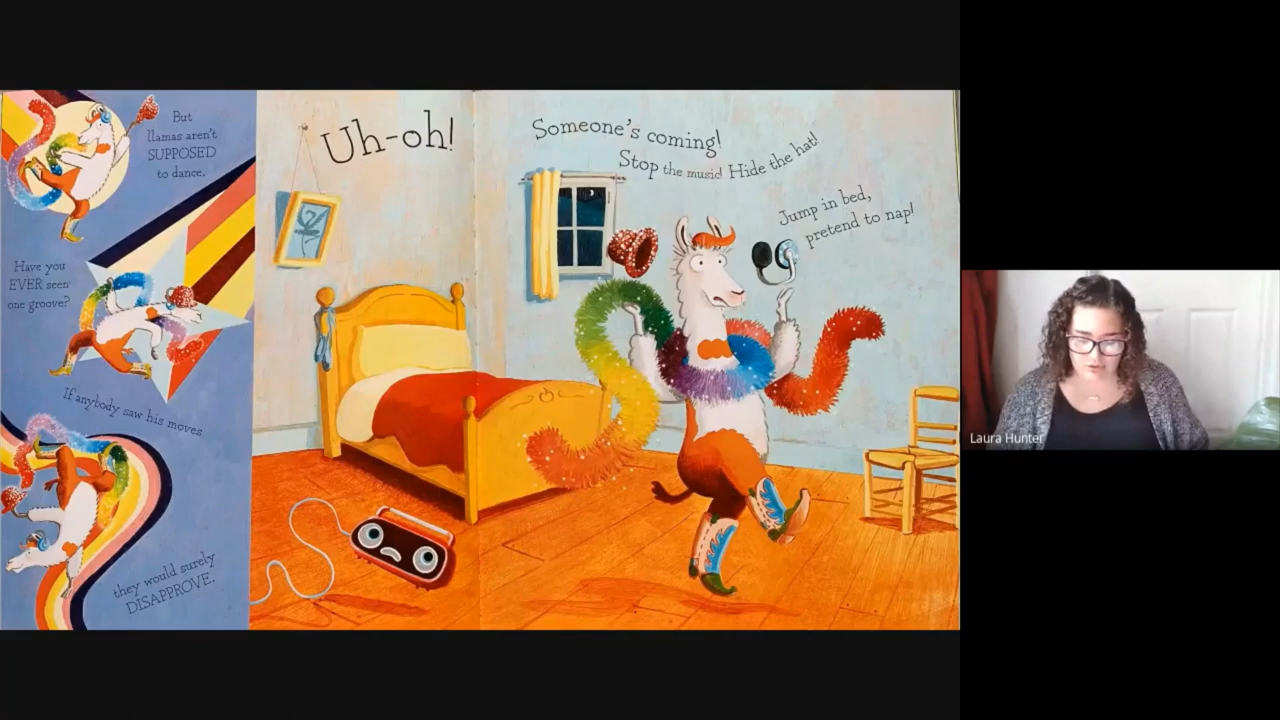 But
llamas aren't
SUPPOSED
to dance.
Have you
EVER seen
one groove?
If anybody saw his moves
they would surely
DISAPPROVE.
Uh-oh!
Someone's coming!
Stop the music! Hide the hat!
Jump in bed,
pretend to nap!
Laura Hunter